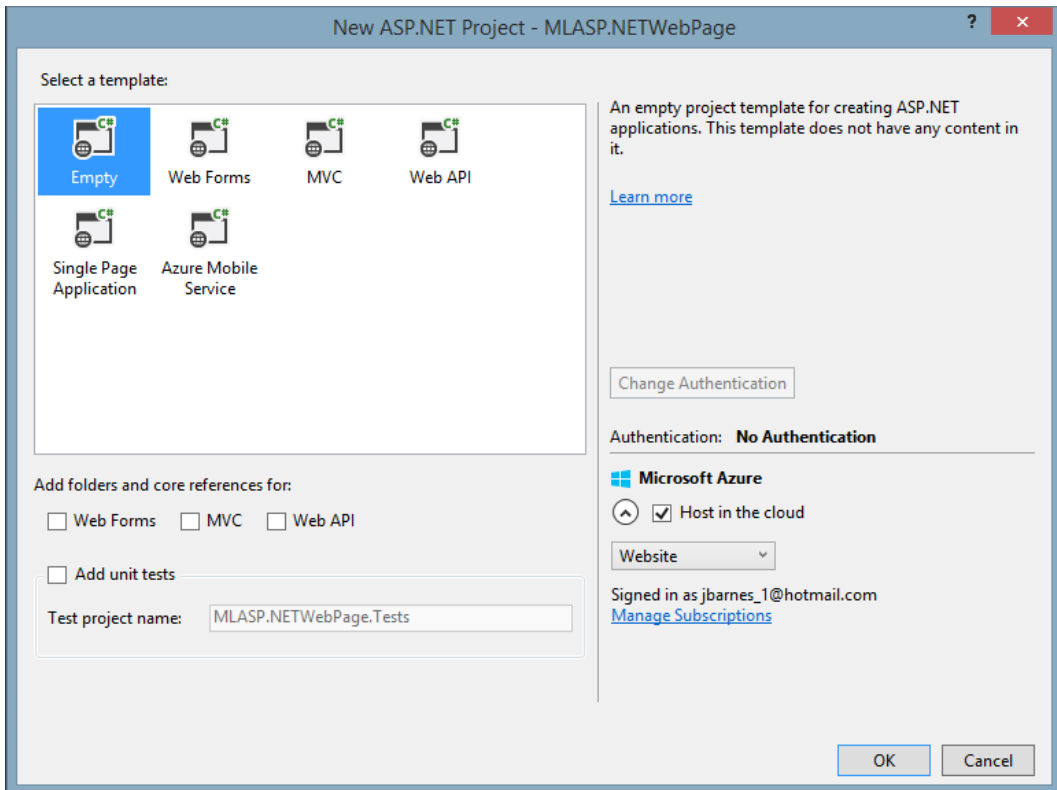 New ASP.NET Project - MLASP.NETWebPage
?
Select a template:
C# C# C# C#
Empty Web Forms MVC Web API
C# C#
Single Page Application
Azure Mobile Service
An empty project template for creating ASP.NET
applications. This template does not have any content in
it.
Learn more
Change Authentication
Authentication: No Authentication
Microsoft Azure
Host in the cloud
Website
Signed in as jbarnes_1@hotmail.com
Manage Subscriptions
Add folders and core references for:
Web Forms MVC Web API
Add unit tests
Test project name: MLASP.NETWebPage.Tests
OK Cancel